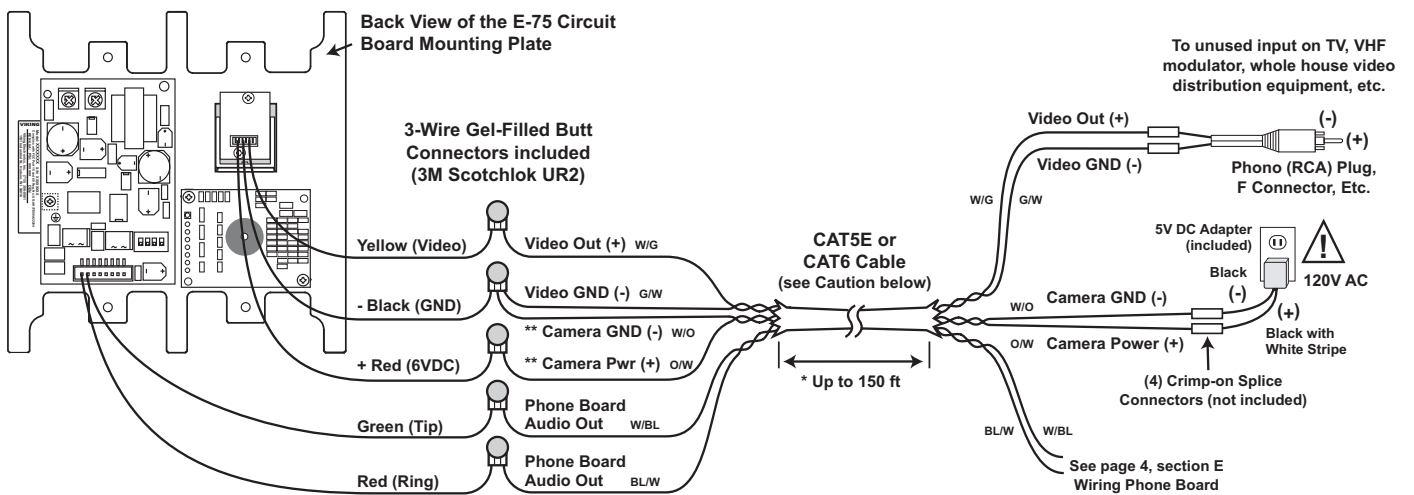 Back View of the E-75 Circuit
Board Mounting Plate
3-Wire Gel-Filled Butt
Connectors included
(3M Scotchlok UR2)
Yellow (Video)
Video Out (+) W/G
- Black (GND)
Video GND (-) G/W
** Camera GND (-) W/O
+ Red (6VDC)
** Camera Pwr (+) O/W
Green (Tip)
Phone Board
Audio Out W/BL
Red (Ring)
Phone Board
Audio Out BL/W
CAT5E or
CAT6 Cable
(see Caution below)
* Up to 150 ft
To unused input on TV, VHF
modulator, whole house video
distribution equipment, etc.
Video Out (+)
Video GND (-)
W/G
G/W
(-)
(+)
Phono (RCA) Plug,
F Connector, Etc.
5V DC Adapter
(included)
!
120V AC
Black
(-)
(+)
Black with
White Stripe
W/O
Camera GND (-)
O/W
Camera Power (+)
(4) Crimp-on Splice
Connectors (not included)
BL/W
W/BL
See page 4, section E
Wiring Phone Board
VIKING